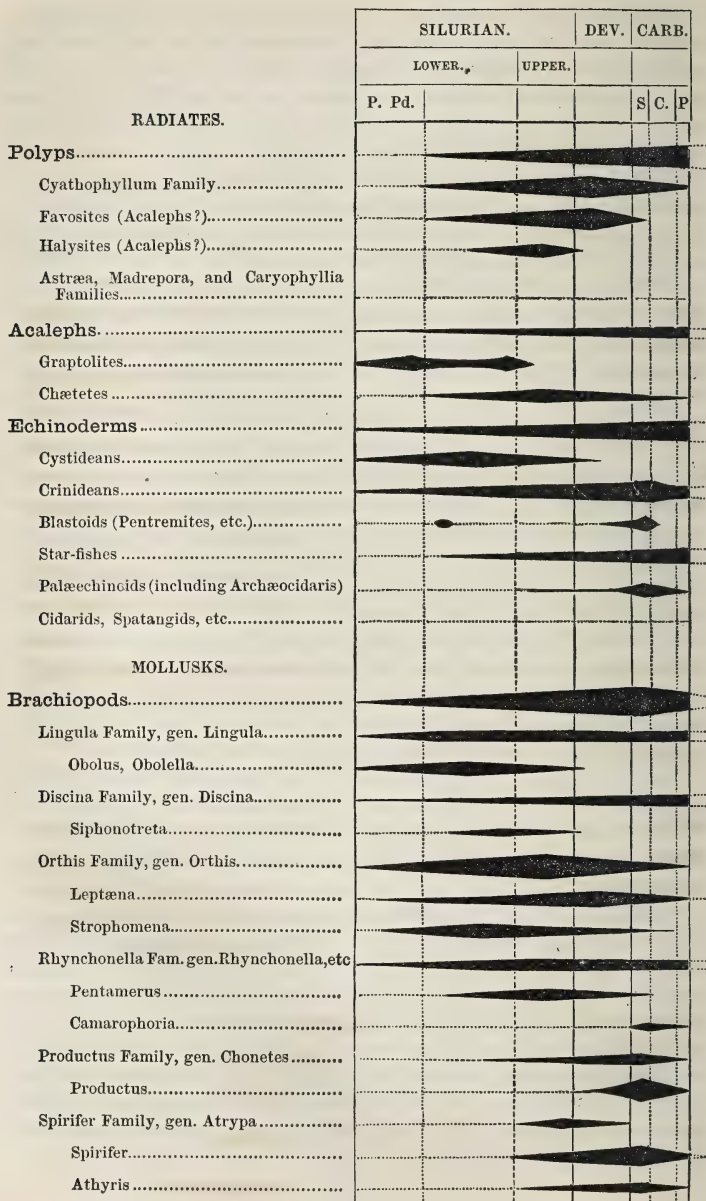 SILURIAN. DEV. CARB.
LOWER. UPPER.
P. Pd. S C. P
RADIATES.
Polyps
Cyathophyllum Family
Favosites (Acalephs?)
Halysites (Acalephs?)
Astræa, Madrepora, and Caryophyllia
Families
Acalephs.
Graptolites
Chætetes
Echinoderms
Cystideans
Crinideans
Blastoids (Pentremites, etc.)
Star-fishes
Palæechinoids (including Archæocidaris)
Cidarids, Spatangids, etc
MOLLUSKS.
Brachiopods
Lingula Family, gen. Lingula
Obolus, Obolella
Discina Family, gen. Discina
Siphonotreta
Orthis Family, gen. Orthis
Leptæna
Strophomena
Rhynchonella Fam. gen. Rhynchonella, etc
Pentamerus
Camarophoria
Productus Family, gen. Chonetes
Productus
Spirifer Family, gen. Atrypa
Spirifer
Athyris